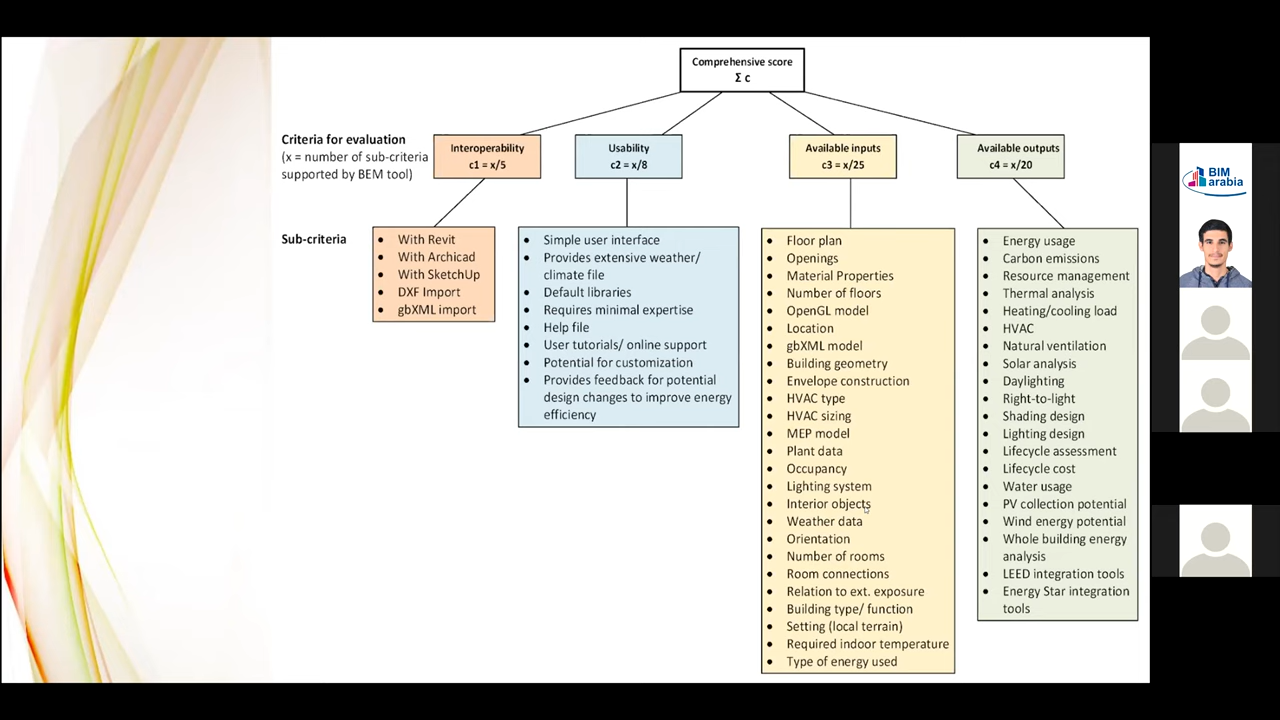 Comprehensive score
Σ c
Criteria for evaluation
(x = number of sub-criteria
supported by BEM tool)
Interoperability
c1 = x/5
Usability
c2 = x/8
Available inputs
c3 = x/25
Available outputs
c4 = x/20
Sub-criteria
• With Revit
• With Archicad
• With SketchUp
• DXF Import
• gbXML import
• Simple user interface
• Provides extensive weather/
climate file
• Default libraries
• Requires minimal expertise
• Help file
• User tutorials/ online support
• Potential for customization
• Provides feedback for potential
design changes to improve energy
efficiency
• Floor plan
• Openings
• Material Properties
• Number of floors
• OpenGL model
• Location
• gbXML model
• Building geometry
• Envelope construction
• HVAC type
• HVAC sizing
• MEP model
• Plant data
• Occupancy
• Lighting system
• Interior objects
• Weather data
• Orientation
• Number of rooms
• Room connections
• Relation to ext. exposure
• Building type/ function
• Setting (local terrain)
• Required indoor temperature
• Type of energy used
• Energy usage
• Carbon emissions
• Resource management
• Thermal analysis
• Heating/cooling load
• HVAC
• Natural ventilation
• Solar analysis
• Daylighting
• Right-to-light
• Shading design
• Lighting design
• Lifecycle assessment
• Lifecycle cost
• Water usage
• PV collection potential
• Wind energy potential
• Whole building energy
analysis
• LEED integration tools
• Energy Star integration
tools
BIM
arabia